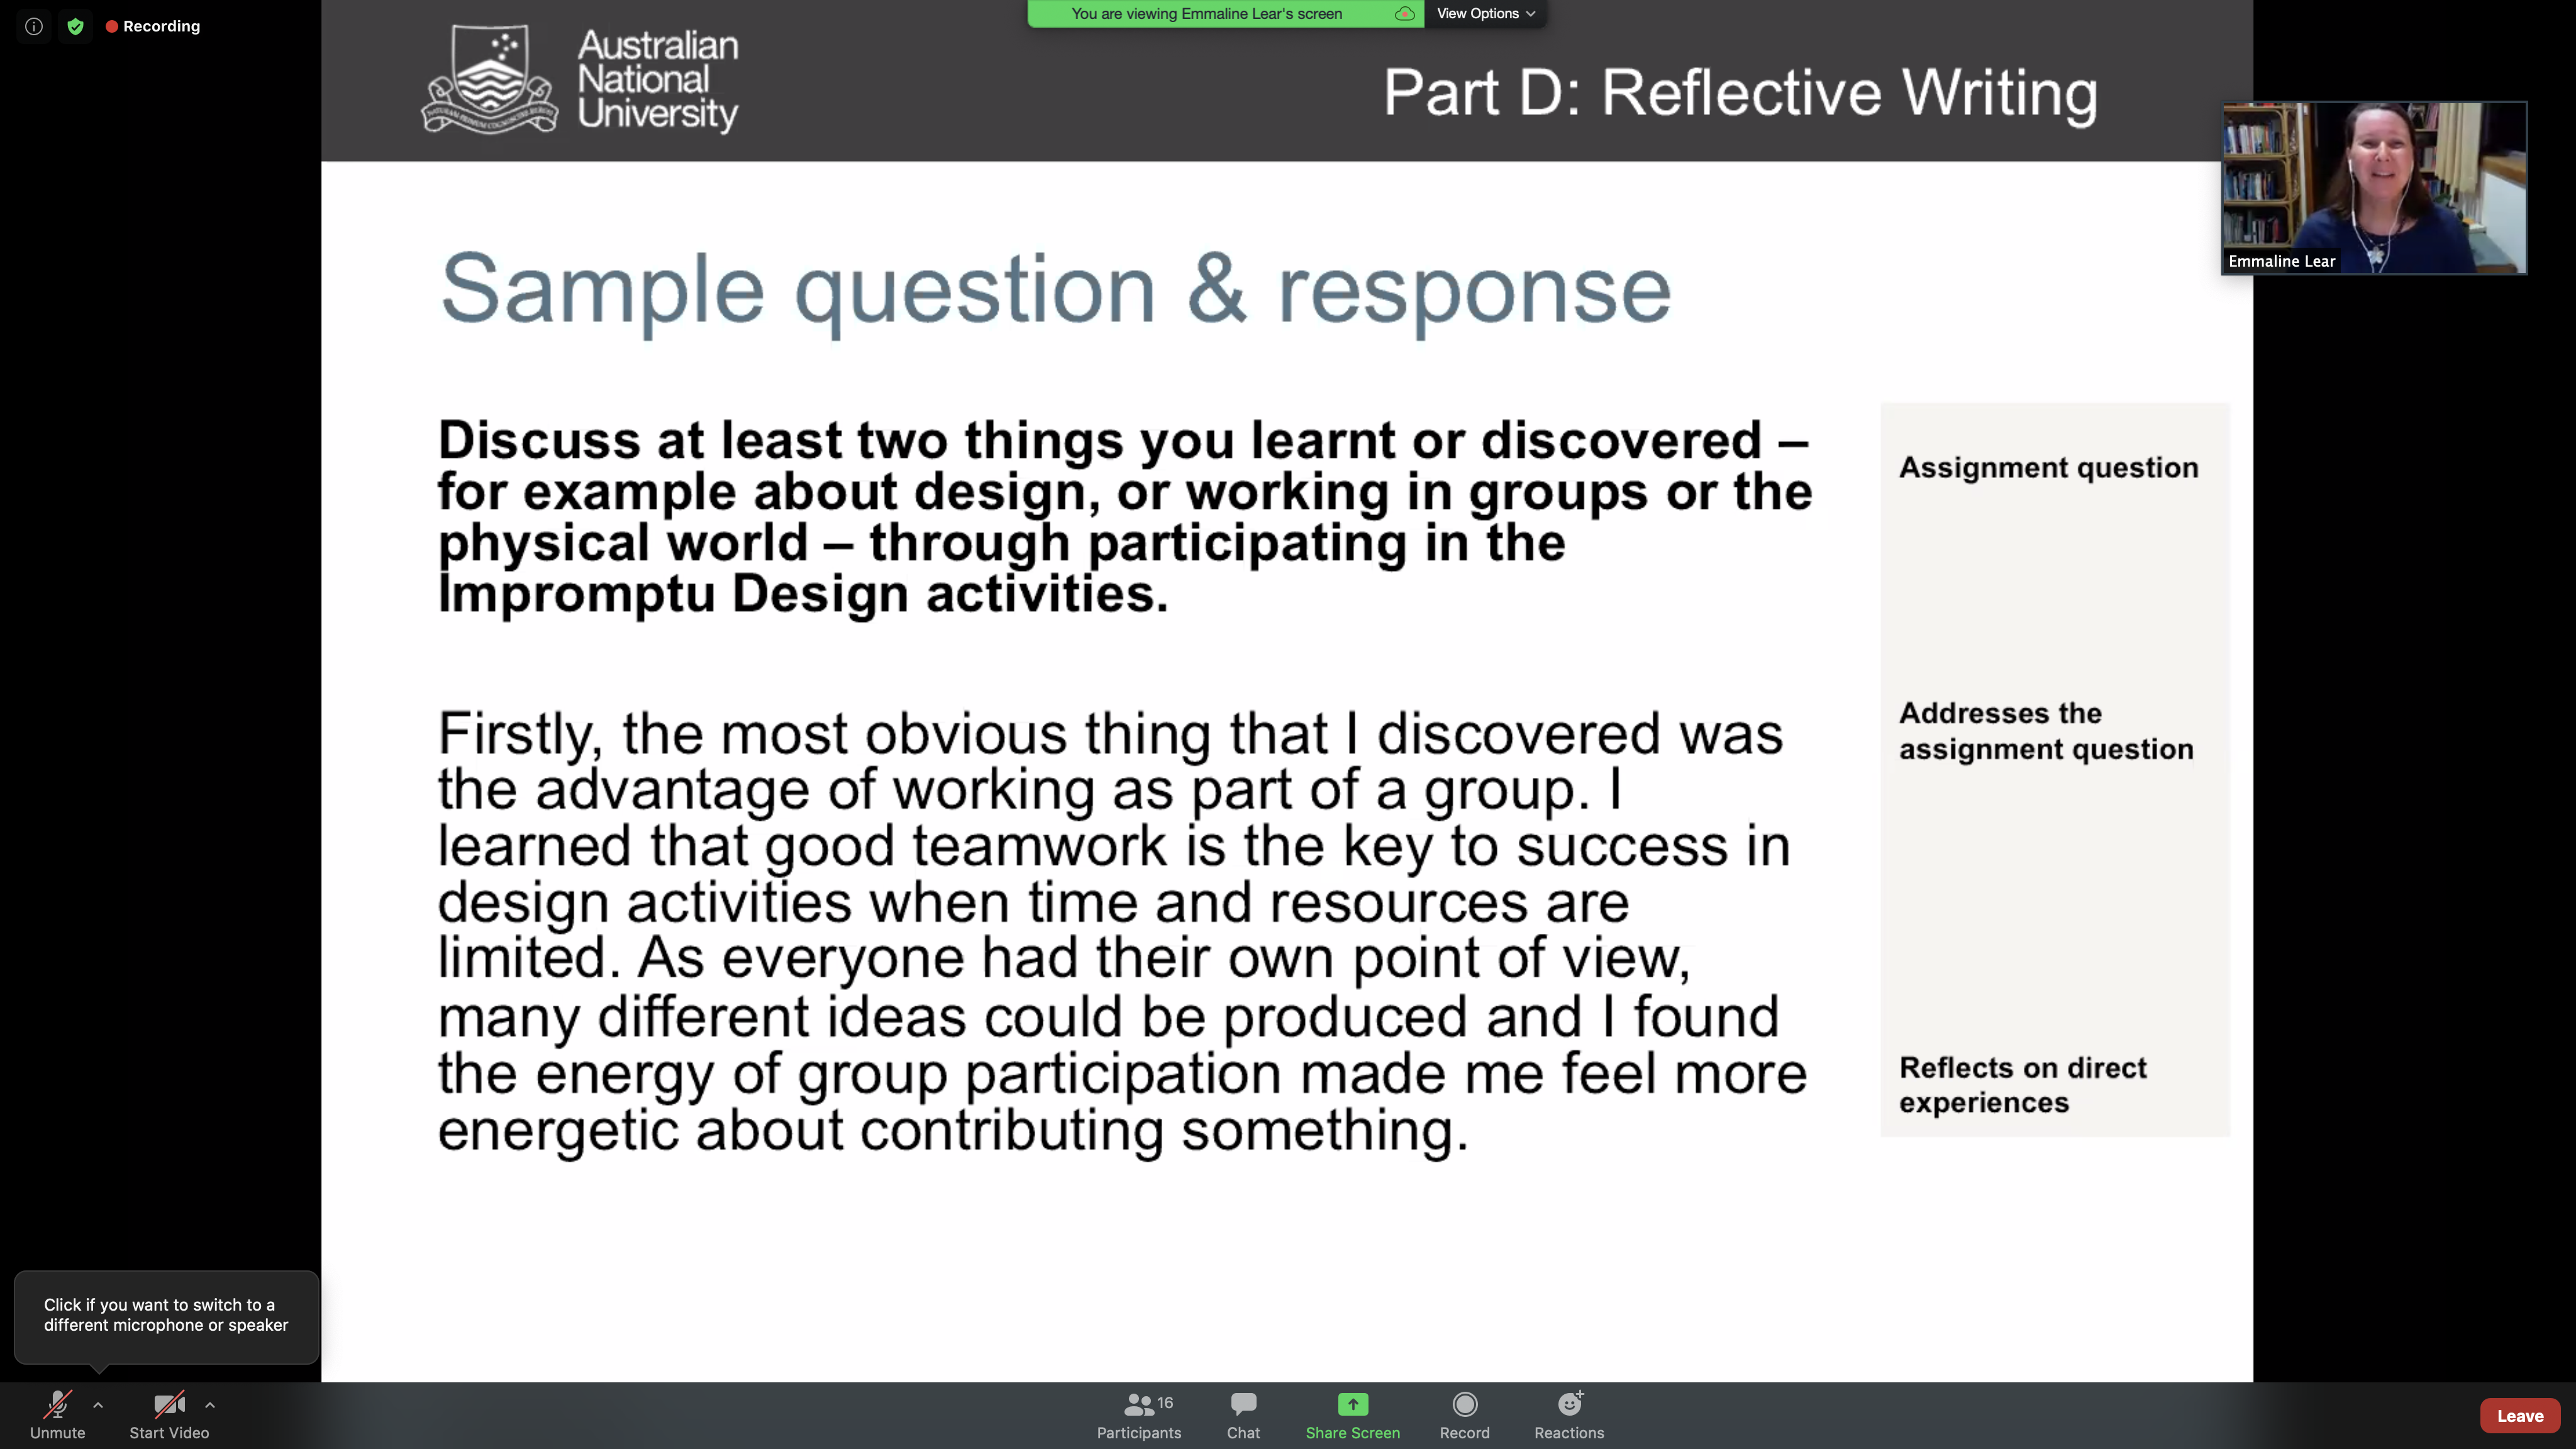 Recording
You are viewing Emmaline Lear's screen
View Options
Australian
National
University
Part D: Reflective Writing
Emmaline Lear
Sample question & response
Discuss at least two things you learnt or discovered –
for example about design, or working in groups or the
physical world – through participating in the
Impromptu Design activities.
Assignment question
Firstly, the most obvious thing that I discovered was
the advantage of working as part of a group. I
learned that good teamwork is the key to success in
design activities when time and resources are
limited. As everyone had their own point of view,
many different ideas could be produced and I found
the energy of group participation made me feel more
energetic about contributing something.
Addresses the
assignment question
Reflects on direct
experiences
Click if you want to switch to a
different microphone or speaker
Unmute
Start Video
16
Participants
Chat
Share Screen
Record
Reactions
Leave